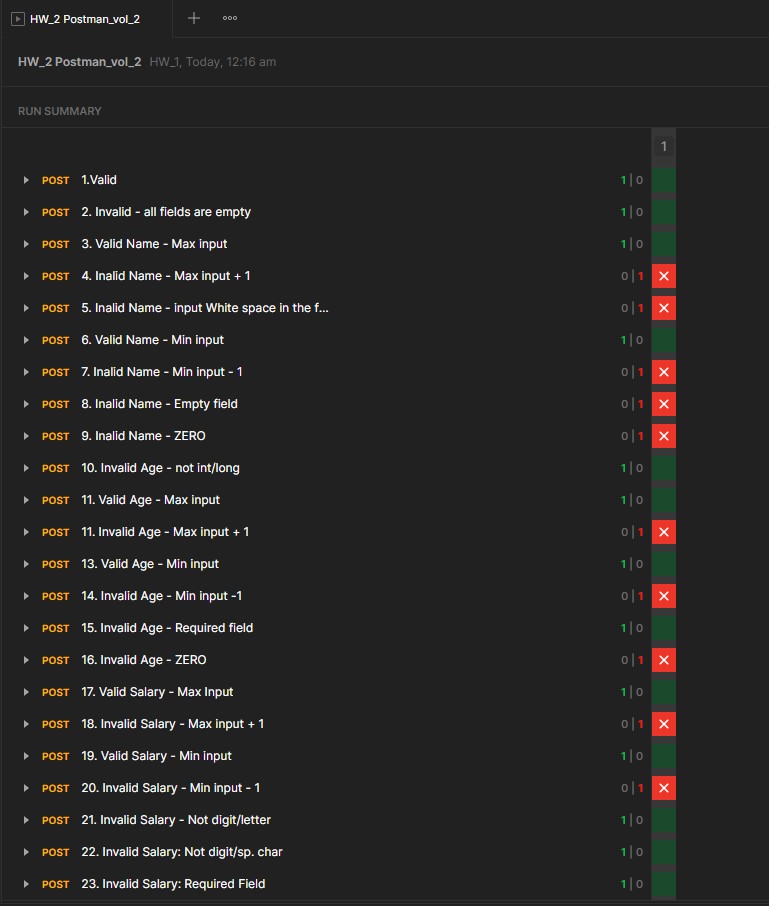 HW_2 Postman_vol_2
HW_2 Postman_vol_2 HW_1, Today, 12:16 am
RUN SUMMARY
1
POST 1.Valid 1|0
POST 2. Invalid - all fields are empty 1|0
POST 3. Valid Name - Max input 1|0
POST 4. Inalid Name - Max input + 1 0|1
POST 5. Inalid Name - input White space in the f... 0|1
POST 6. Valid Name - Min input 1|0
POST 7. Inalid Name - Min input - 1 0|1
POST 8. Inalid Name - Empty field 0|1
POST 9. Inalid Name - ZERO 0|1
POST 10. Invalid Age - not int/long 1|0
POST 11. Valid Age - Max input 1|0
POST 11. Invalid Age - Max input + 1 0|1
POST 13. Valid Age - Min input 1|0
POST 14. Invalid Age - Min input -1 0|1
POST 15. Invalid Age - Required field 1|0
POST 16. Invalid Age - ZERO 0|1
POST 17. Valid Salary - Max Input 1|0
POST 18. Invalid Salary - Max input + 1 0|1
POST 19. Valid Salary - Min input 1|0
POST 20. Invalid Salary - Min input - 1 0|1
POST 21. Invalid Salary - Not digit/letter 1|0
POST 22. Invalid Salary: Not digit/sp. char 1|0
POST 23. Invalid Salary: Required Field 1|0